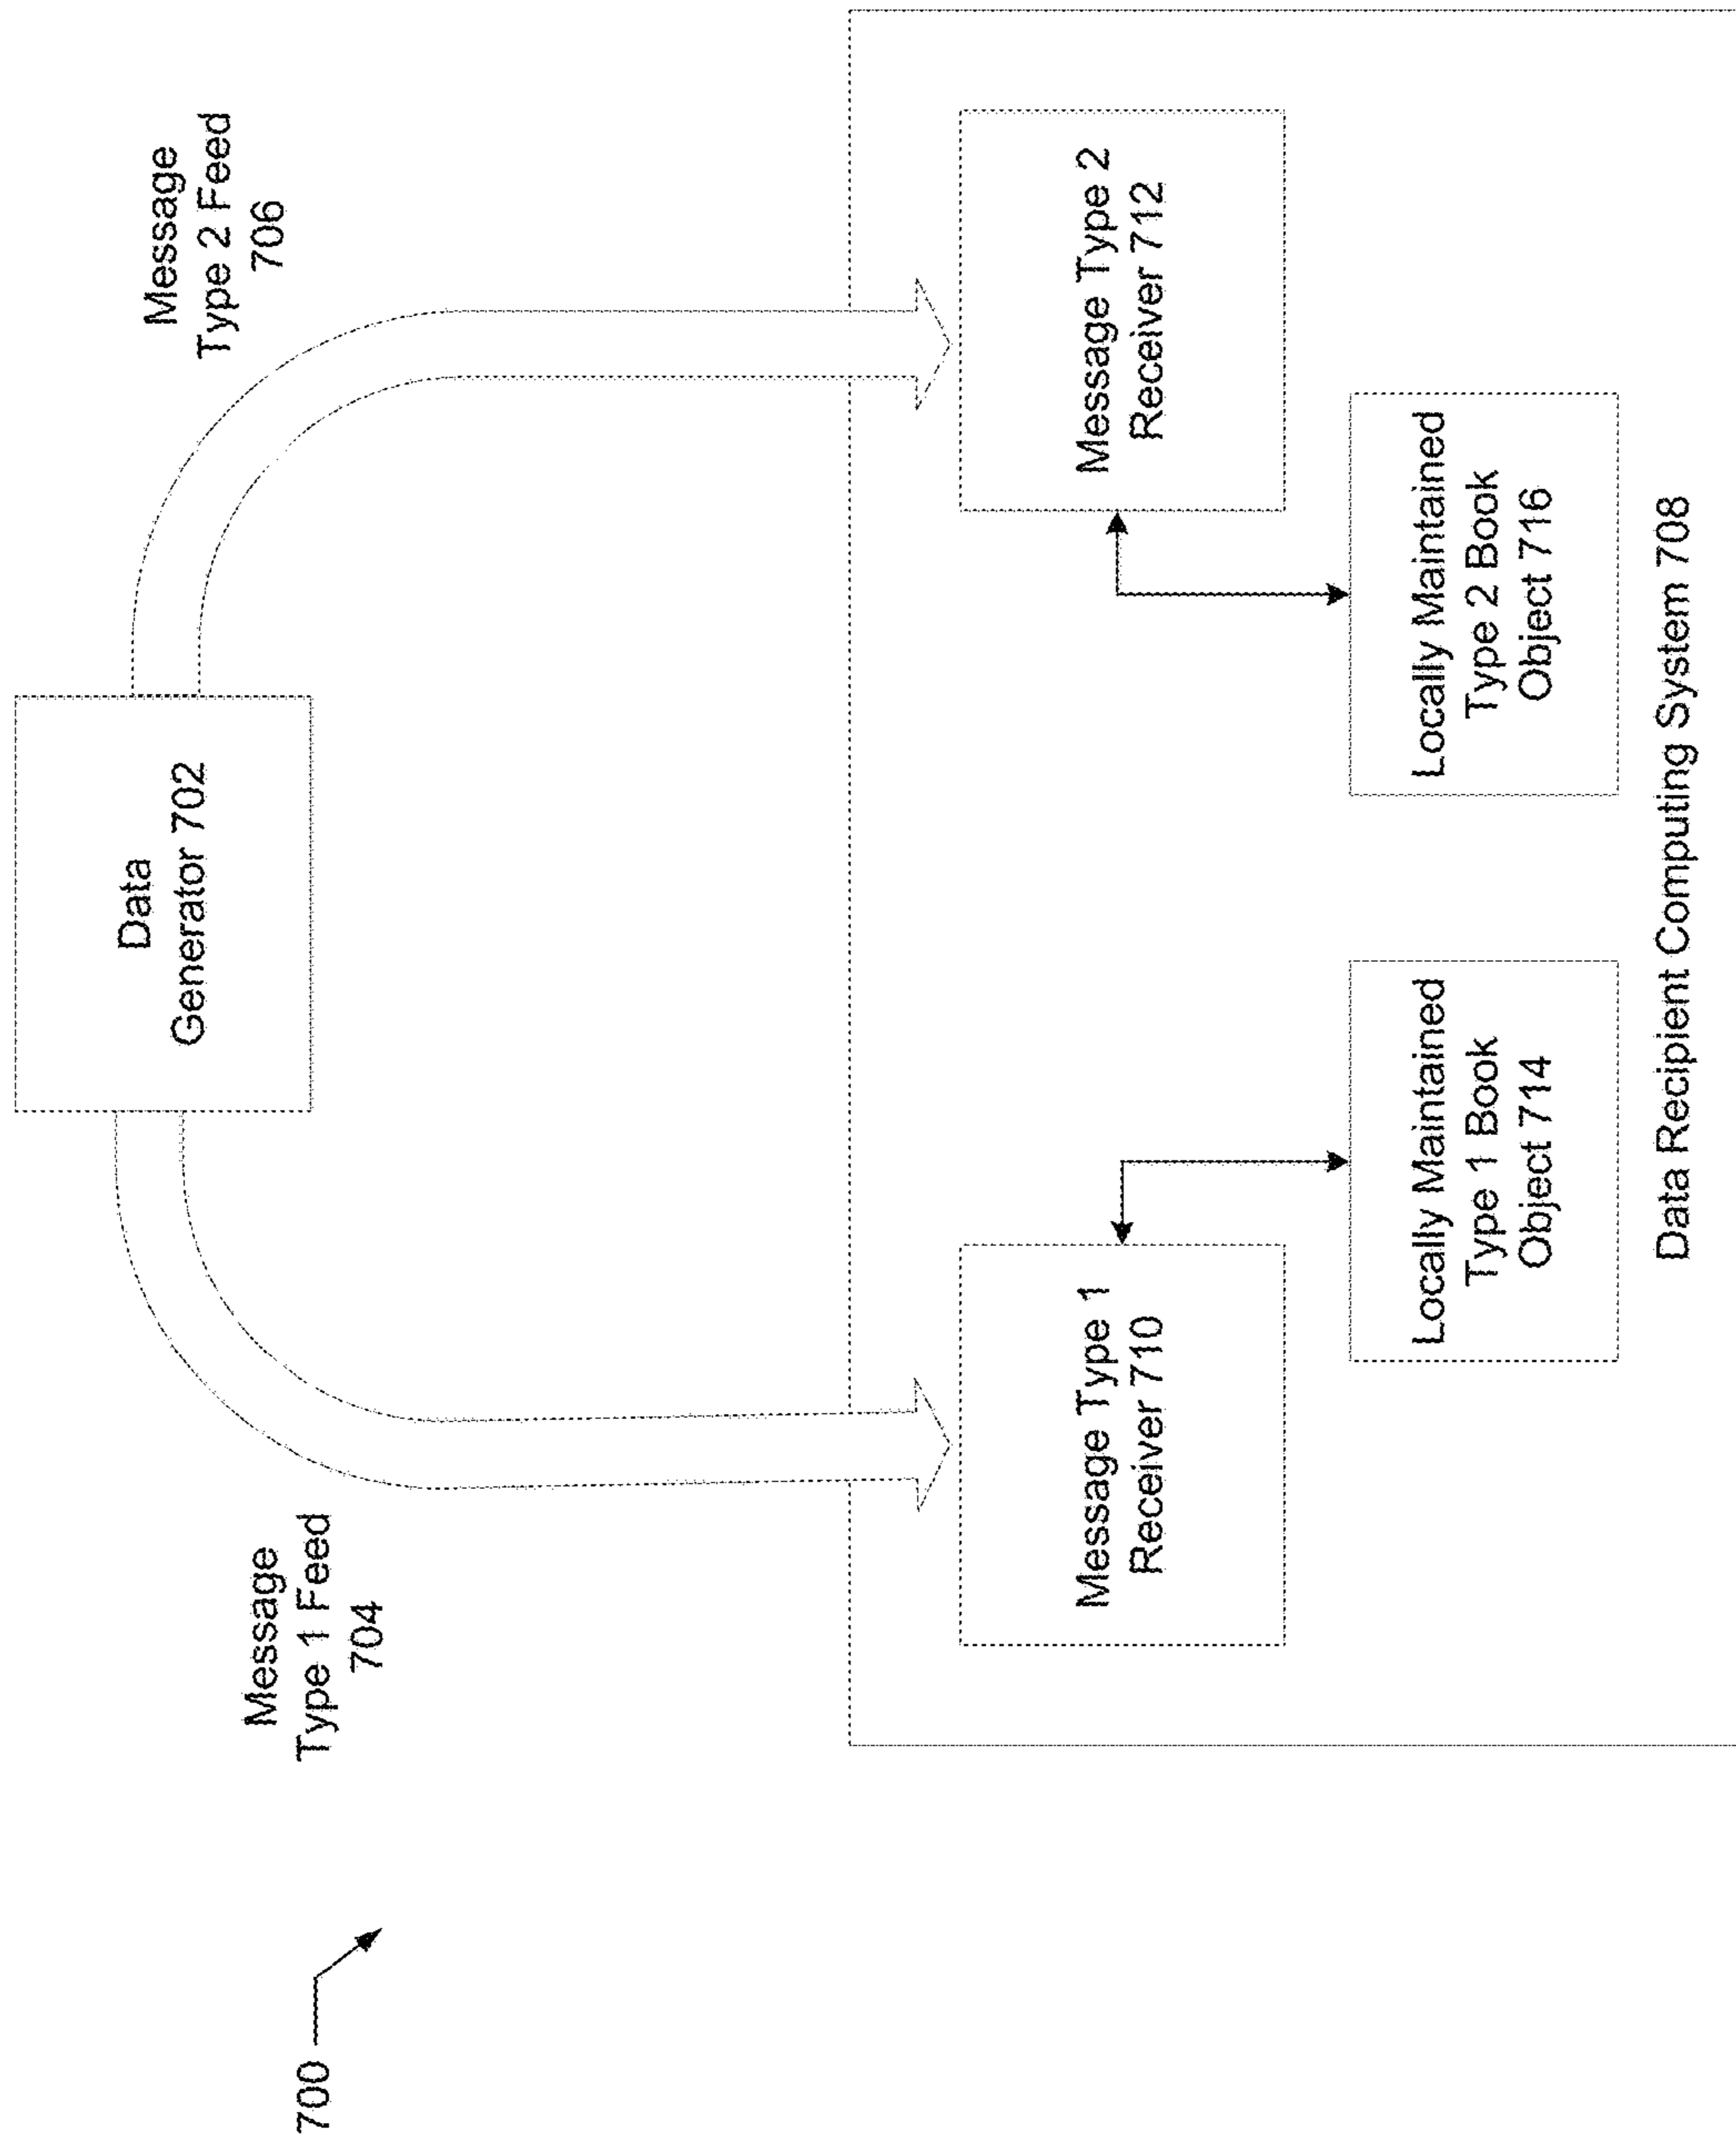 700
Data
Generator 702
Message
Type 1 Feed
704
Message
Type 2 Feed
706
Message Type 1
Receiver 710
Message Type 2
Receiver 712
Locally Maintained
Type 1 Book
Object 714
Locally Maintained
Type 2 Book
Object 716
Data Recipient Computing System 708